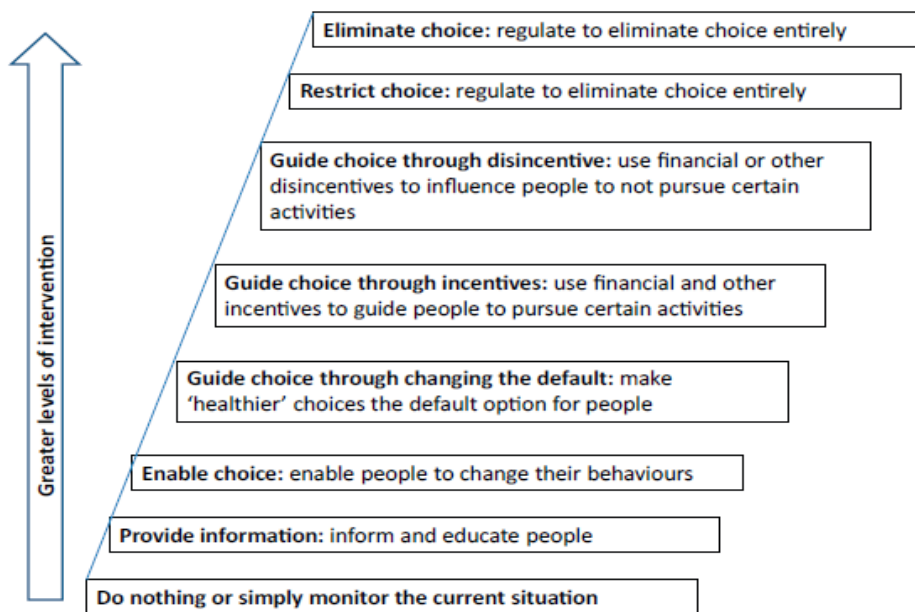 Eliminate choice: regulate to eliminate choice entirely
Restrict choice: regulate to eliminate choice entirely
Guide choice through disincentive: use financial or other
disincentives to influence people to not pursue certain
activities
Guide choice through incentives: use financial and other
incentives to guide people to pursue certain activities
Guide choice through changing the default: make
‘healthier’ choices the default option for people
Enable choice: enable people to change their behaviours
Provide information: inform and educate people
Do nothing or simply monitor the current situation
Greater levels of intervention